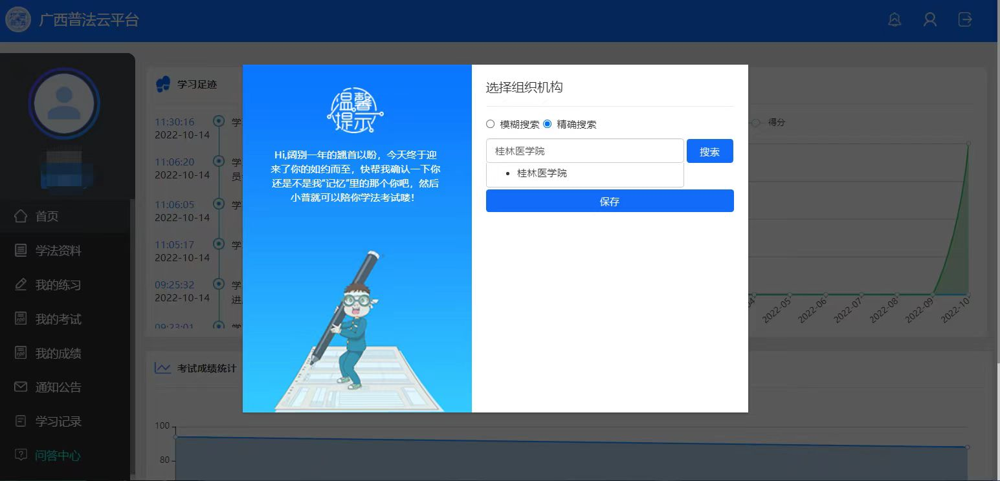 广西普法云平台
首页
学法资料
我的练习
我的考试
我的成绩
通知公告
学习记录
问答中心
学习足迹
11:30:16
2022-10-14
学
11:06:20
2022-10-14
学
员
11:06:05
2022-10-14
学
11:05:17
2022-10-14
学
09:25:32
2022-10-14
学
进
09:23:01
学
温馨
提示
Hi,阔别一年的翘首以盼，今天终于迎
来了你的如约而至，快帮我确认一下你
还是不是我“记忆”里的那个你吧，然后
小普就可以陪你学法考试喽！
选择组织机构
模糊搜索 精确搜索
桂林医学院 搜索
桂林医学院
保存
得分
04
2022-05
2022-06
2022-07
2022-08
2022-09
2022-10
考试成绩统计
100
80